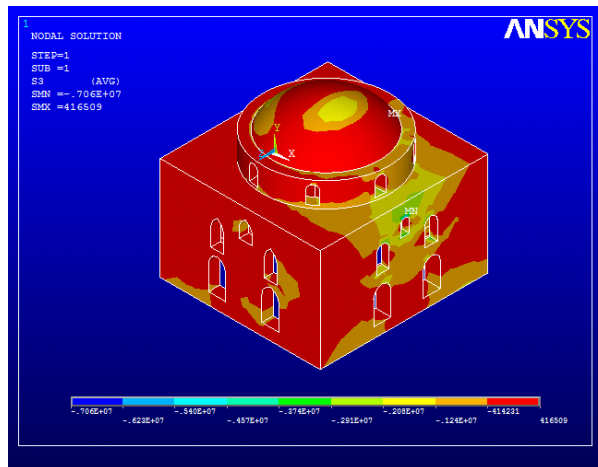 1
ANSYS
NODAL SOLUTION
STEP=1
SUB =1
S3 (AVG)
SMN =-.706E+07
SMX =416509
MX
Y
Z X
MN
-.706E+07 -.540E+07 -.374E+07 -.208E+07 -414231
-.623E+07 -.457E+07 -.291E+07 -.124E+07 416509